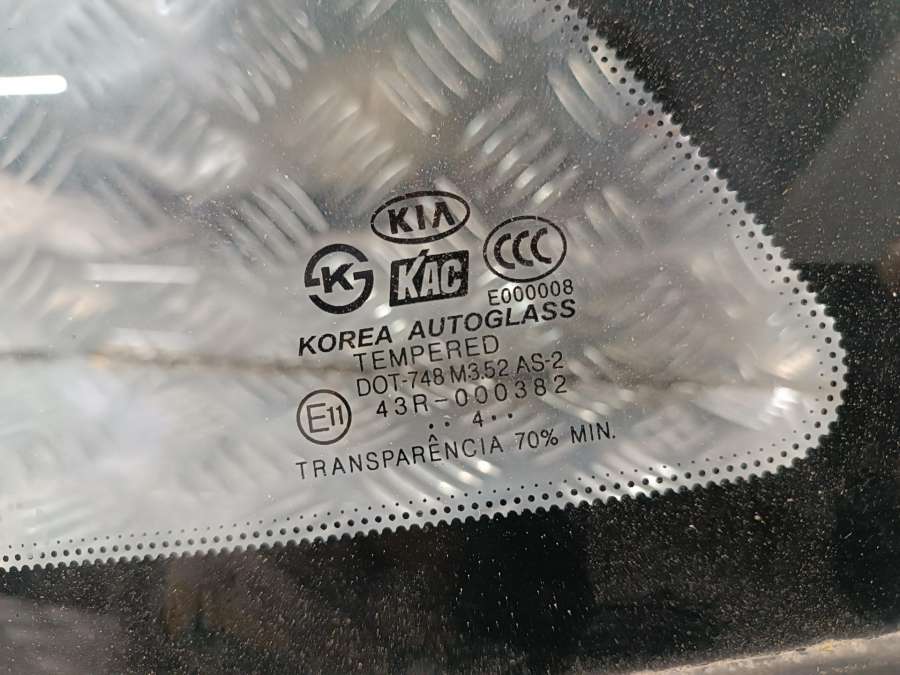 KIA
K
KAC
CCC
E000008
KOREA AUTOGLASS
TEMPERED
DOT-748 M3.52 AS-2
E11
43R-000382
.. 4 ..
TRANSPARÊNCIA 70% MIN.